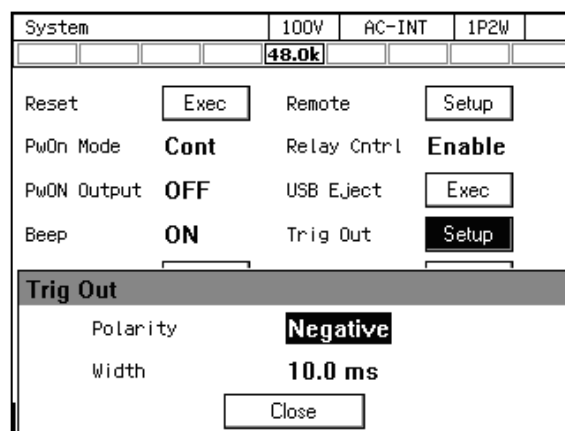 System 100V AC-INT 1P2W
48.0k
Reset Exec Remote Setup
PwOn Mode Cont Relay Cntrl Enable
PwON Output OFF USB Eject Exec
Beep ON Trig Out Setup
Trig Out
Polarity Negative
Width 10.0 ms
Close